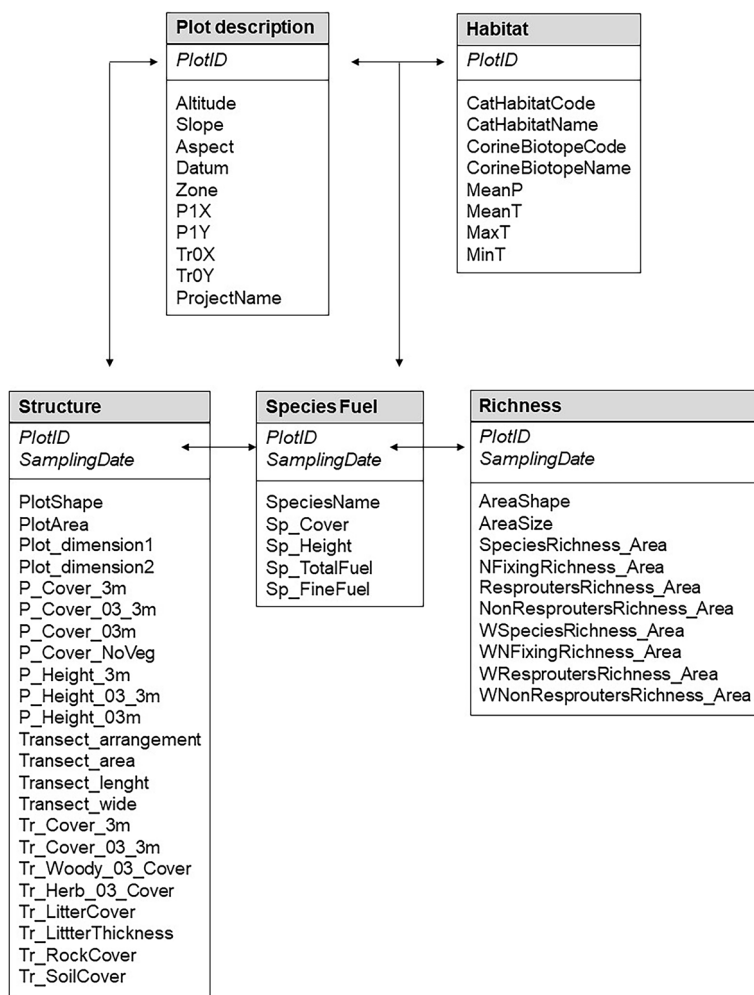 Plot description
PlotID
Altitude
Slope
Aspect
Datum
Zone
P1X
P1Y
Tr0X
Tr0Y
ProjectName
Habitat
PlotID
CatHabitatCode
CatHabitatName
CorineBiotopeCode
CorineBiotopeName
MeanP
MeanT
MaxT
MinT
Structure
PlotID
SamplingDate
PlotShape
PlotArea
Plot_dimension1
Plot_dimension2
P_Cover_3m
P_Cover_03_3m
P_Cover_03m
P_Cover_NoVeg
P_Height_3m
P_Height_03_3m
P_Height_03m
Transect_arrangement
Transect_area
Transect_lenght
Transect_wide
Tr_Cover_3m
Tr_Cover_03_3m
Tr_Woody_03_Cover
Tr_Herb_03_Cover
Tr_LitterCover
Tr_LittterThickness
Tr_RockCover
Tr_SoilCover
Species Fuel
PlotID
SamplingDate
SpeciesName
Sp_Cover
Sp_Height
Sp_TotalFuel
Sp_FineFuel
Richness
PlotID
SamplingDate
AreaShape
AreaSize
SpeciesRichness_Area
NFixingRichness_Area
ResproutersRichness_Area
NonResproutersRichness_Area
WSpeciesRichness_Area
WNFixingRichness_Area
WResproutersRichness_Area
WNonResproutersRichness_Area